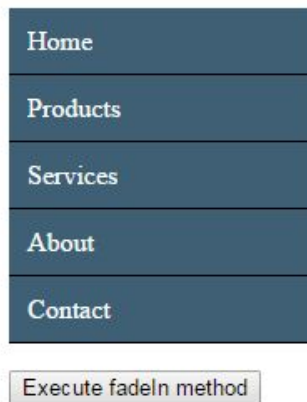 Home
Products
Services
About
Contact
Execute fadeIn method